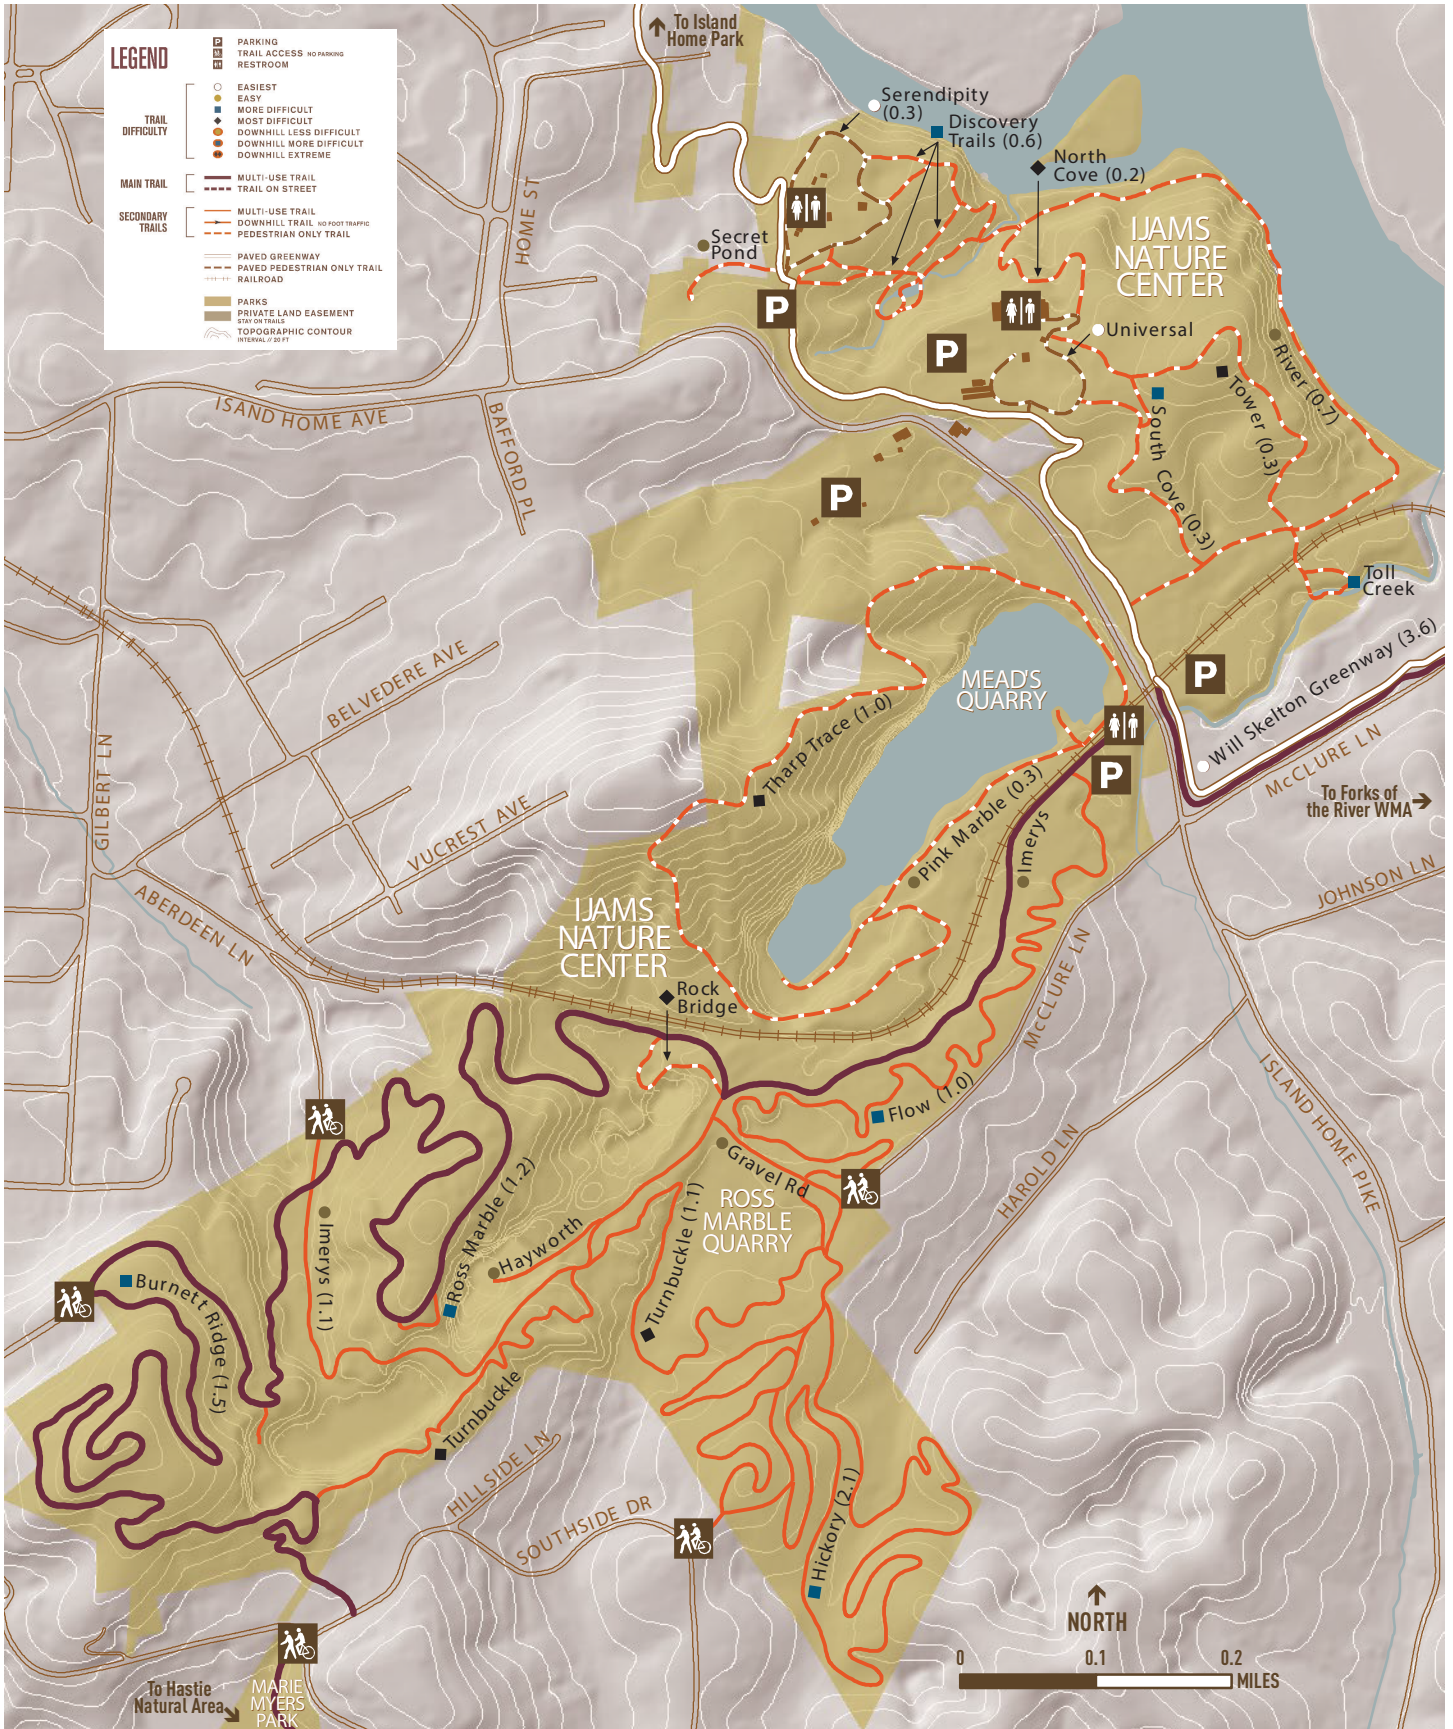 LEGEND
P PARKING
TRAIL ACCESS NO PARKING
RESTROOM
TRAIL
DIFFICULTY
EASIEST
EASY
MORE DIFFICULT
MOST DIFFICULT
DOWNHILL LESS DIFFICULT
DOWNHILL MORE DIFFICULT
DOWNHILL EXTREME
MAIN TRAIL
MULTI-USE TRAIL
TRAIL ON STREET
SECONDARY
TRAILS
MULTI-USE TRAIL
DOWNHILL TRAIL NO FOOT TRAFFIC
PEDESTRIAN ONLY TRAIL
PAVED GREENWAY
PAVED PEDESTRIAN ONLY TRAIL
RAILROAD
PARKS
PRIVATE LAND EASEMENT
STAY ON TRAILS
TOPOGRAPHIC CONTOUR
INTERVAL // 20 FT
To Island
Home Park
Serendipity
(0.3)
Discovery
Trails (0.6)
North
Cove (0.2)
HOME ST
Secret
Pond
P
IJAMS
NATURE
CENTER
Universal
P
River (0.7)
Tower (0.3)
South Cove (0.3)
ISAND HOME AVE
BAFFORD PL
P
Toll
Creek
BELVEDERE AVE
MEAD'S
QUARRY
P
Will Skelton Greenway (3.6)
McCLURE LN
To Forks of
the River WMA
Tharp Trace (1.0)
P
GILBERT LN
VUCREST AVE
Pink Marble (0.3)
Imerys
JOHNSON LN
ABERDEEN LN
IJAMS
NATURE
CENTER
Rock
Bridge
McCLURE LN
Flow (1.0)
ISLAND HOME PIKE
HAROLD LN
Gravel Rd
ROSS
MARBLE
QUARRY
Ross Marble (1.2)
Hayworth
Turnbuckle (1.1)
Imerys (1.1)
Burnett Ridge (1.5)
Turnbuckle
HILLSIDE LN
SOUTHSIDE DR
Hickory (2.1)
NORTH
0 0.1 0.2
MILES
To Hastie
Natural Area
MARIE
MYERS
PARK